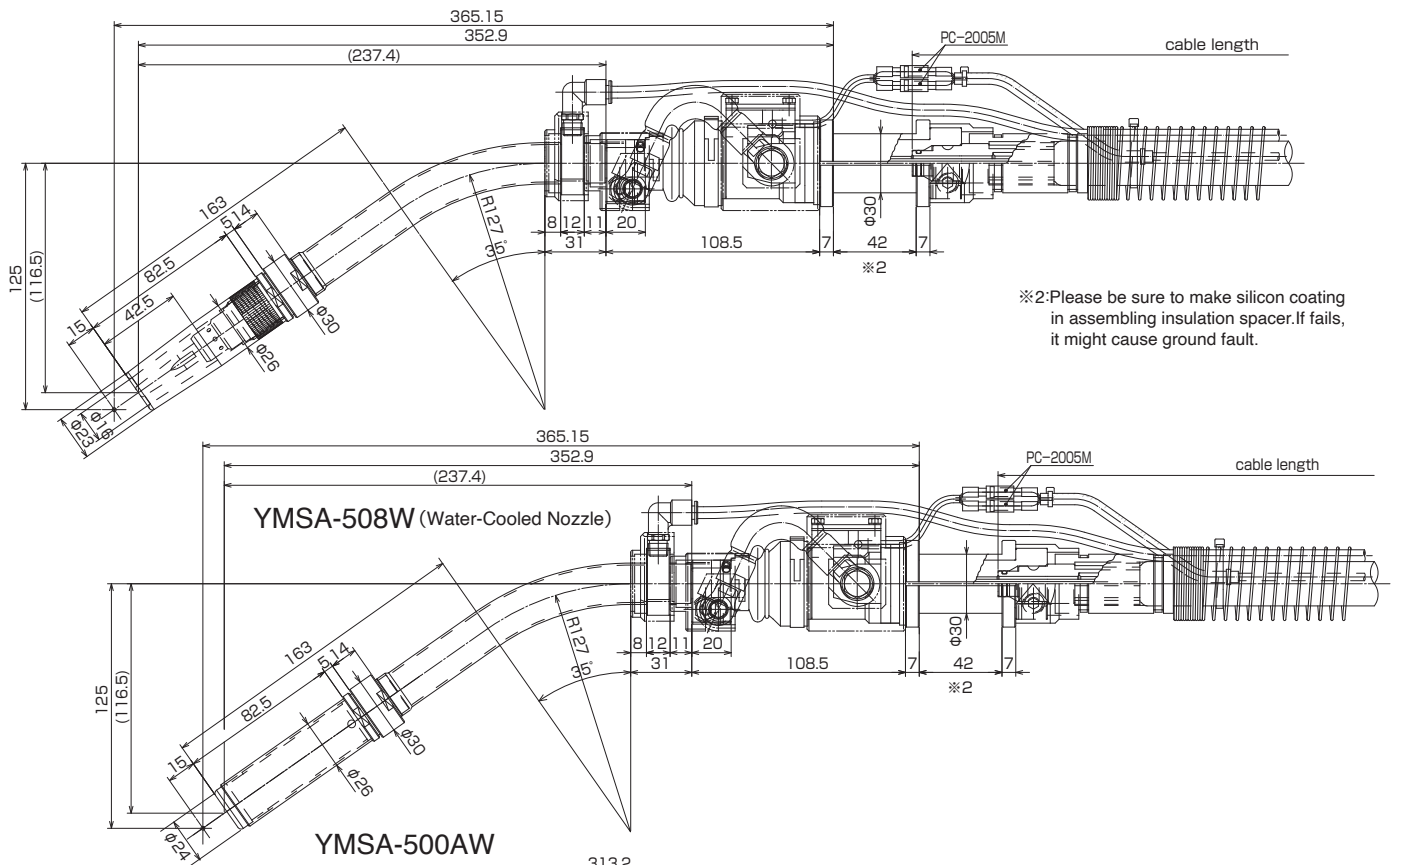 365.15
352.9
(237.4)
PC-2005M
cable length
163
514
82.5
42.5
15
125
(116.5)
R127
35°
8 12 11 20
31
108.5
7
42
7
※2
Φ30
Φ30
Φ26
Φ16
Φ23
※2:Please be sure to make silicon coating
in assembling insulation spacer.If fails,
it might cause ground fault.
365.15
352.9
(237.4)
PC-2005M
cable length
YMSA-508W (Water-Cooled Nozzle)
163
514
82.5
15
125
(116.5)
R127
35°
8 12 11 20
31
108.5
7
42
7
※2
Φ30
Φ30
Φ26
Φ24
YMSA-500AW
313.2